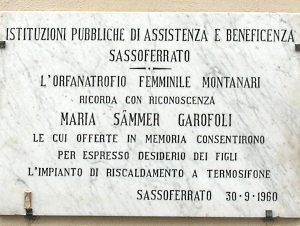 ISTITUZIONI PUBBLICHE DI ASSISTENZA E BENEFICENZA
SASSOFERRATO
L'ORFANATROFIO FEMMINILE MONTANARI
RICORDA CON RICONOSCENZA
MARIA SÄMMER GAROFOLI
LE CUI OFFERTE IN MEMORIA CONSENTIRONO
PER ESPRESSO DESIDERIO DEI FIGLI
L'IMPIANTO DI RISCALDAMENTO A TERMOSIFONE
SASSOFERRATO 30-9-1960